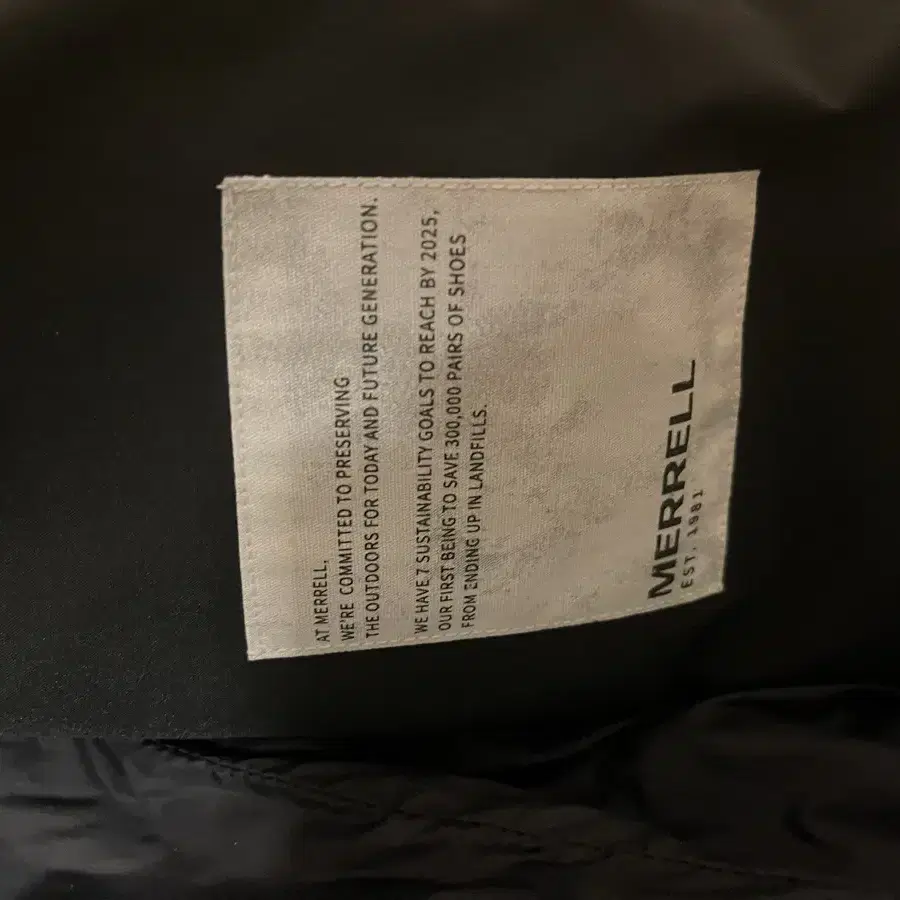 AT MERRELL,
WE'RE COMMITTED TO PRESERVING
THE OUTDOORS FOR TODAY AND FUTURE GENERATION.
WE HAVE 7 SUSTAINABILITY GOALS TO REACH BY 2025,
OUR FIRST BEING TO SAVE 300,000 PAIRS OF SHOES
FROM ENDING UP IN LANDFILLS.
MERRELL
EST. 1981